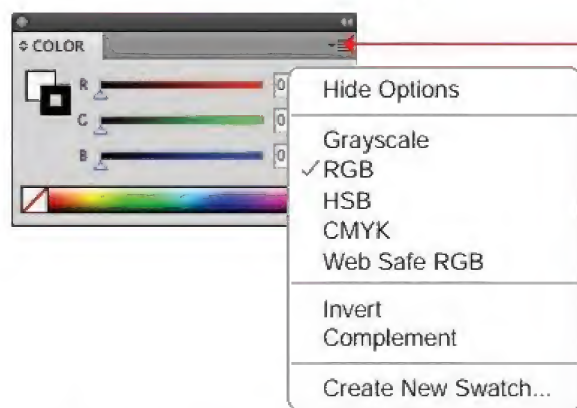 COLOR
R 0
G 0
B 0
Hide Options
Grayscale
✓RGB
HSB
CMYK
Web Safe RGB
Invert
Complement
Create New Swatch...